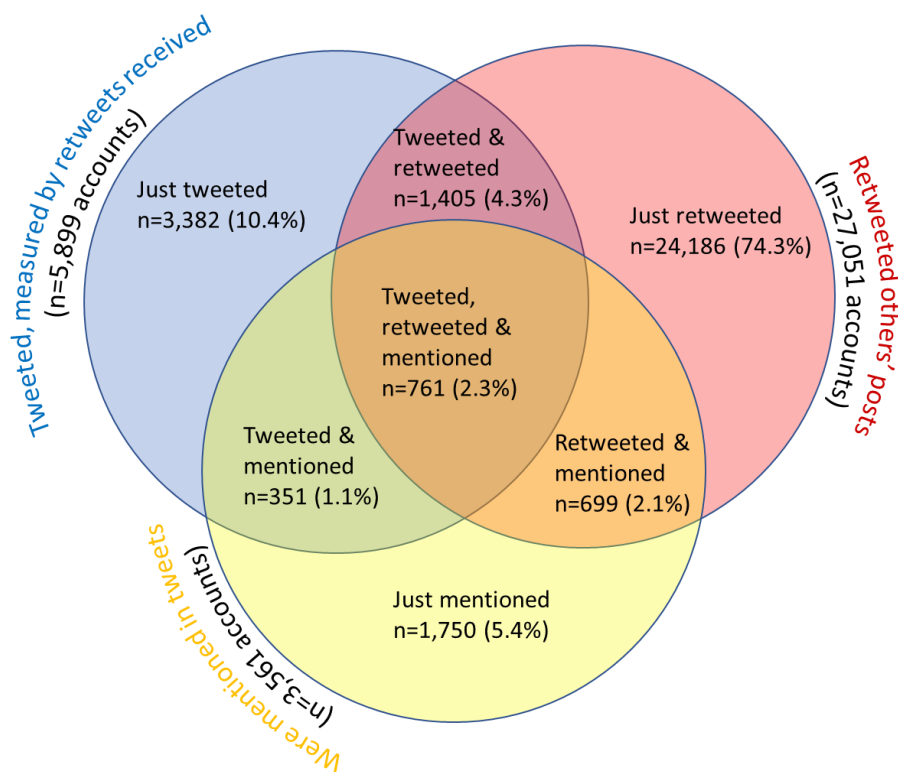 Tweeted, measured by retweets received
(n=5,899 accounts)
Retweeted others’ posts
(n=27,051 accounts)
Were mentioned in tweets
(n=3,561 accounts)
Just tweeted
n=3,382 (10.4%)
Tweeted &
retweeted
n=1,405 (4.3%)
Just retweeted
n=24,186 (74.3%)
Tweeted,
retweeted &
mentioned
n=761 (2.3%)
Tweeted &
mentioned
n=351 (1.1%)
Retweeted &
mentioned
n=699 (2.1%)
Just mentioned
n=1,750 (5.4%)